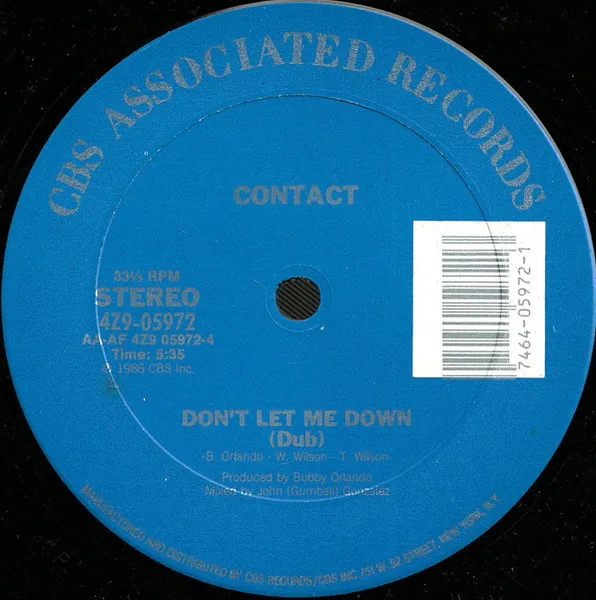 CBS ASSOCIATED RECORDS
CONTACT
33⅓ RPM
STEREO
4Z9-05972
AA-AF 4Z9 05972-4
Time: 5:35
℗ 1986 CBS Inc.
7464-05972-1
DON'T LET ME DOWN
(Dub)
-B. Orlando - W. Wilson - T. Wilson-
Produced by Bobby Orlando
Mixed by John (Gumball) Gonzalez
MANUFACTURED AND DISTRIBUTED BY CBS RECORDS/CBS INC./51 W. 52 STREET, NEW YORK, N.Y.